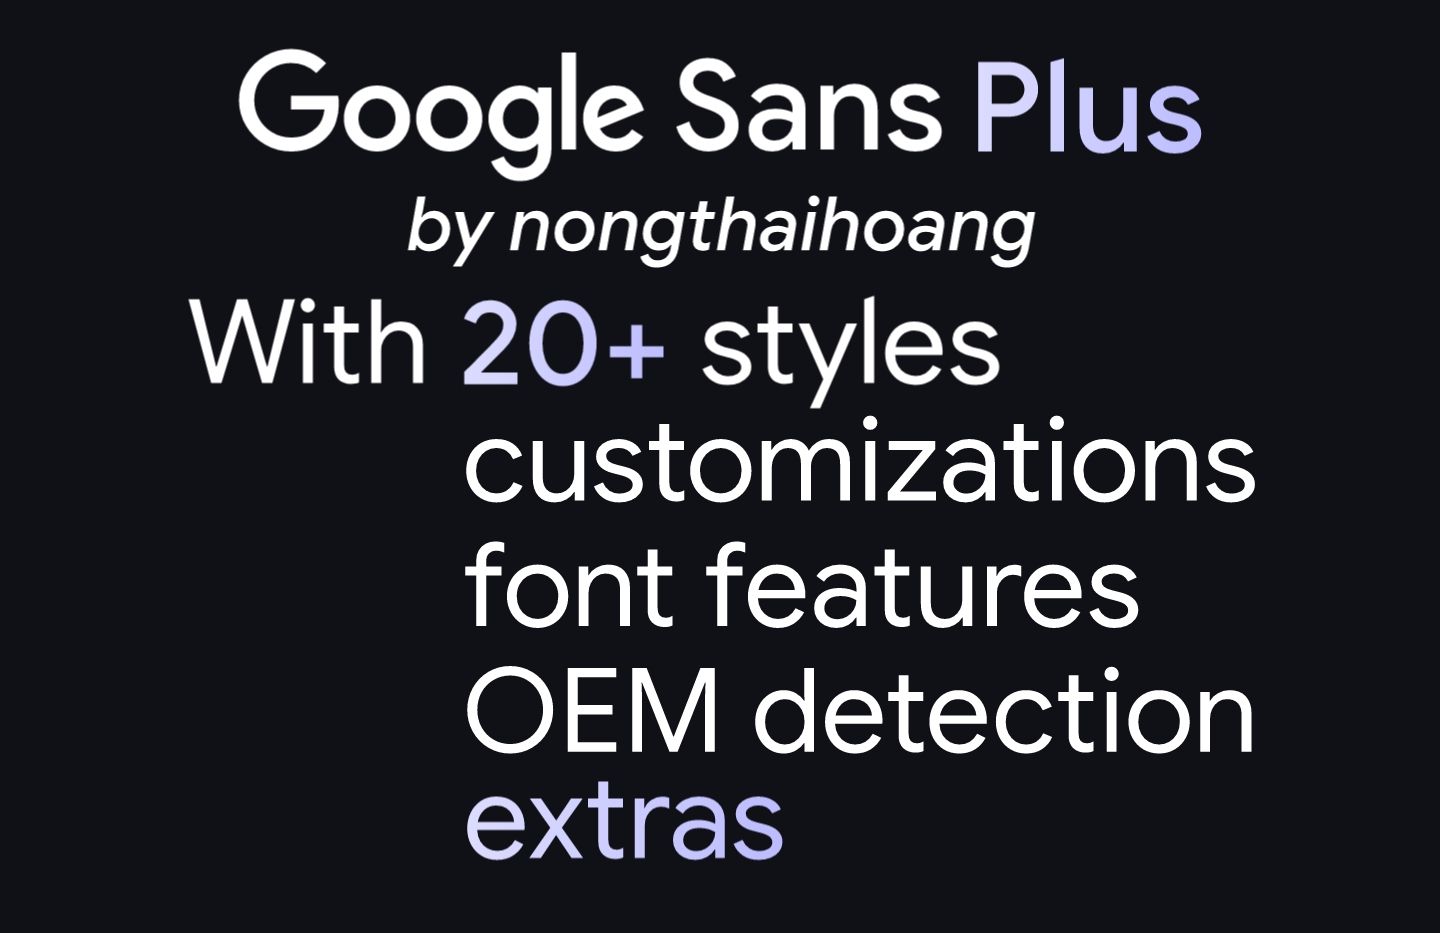 Google Sans Plus
by nongthaihoang
With 20+ styles
customizations
font features
OEM detection
extras